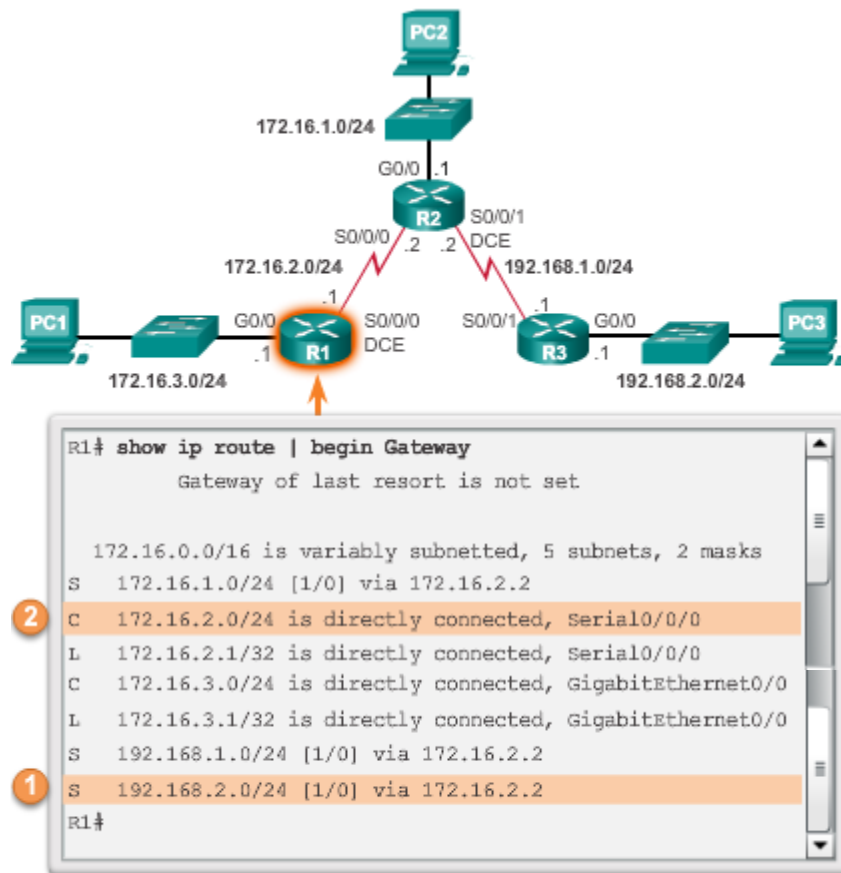 PC2
172.16.1.0/24
G0/0 .1
R2
S0/0/1
S0/0/0 .2 .2 DCE
172.16.2.0/24 192.168.1.0/24
.1 .1
PC1 G0/0 S0/0/0 S0/0/1 G0/0 PC3
.1 R1 DCE R3 .1
172.16.3.0/24 192.168.2.0/24
R1# show ip route | begin Gateway
Gateway of last resort is not set
172.16.0.0/16 is variably subnetted, 5 subnets, 2 masks
S 172.16.1.0/24 [1/0] via 172.16.2.2
2 C 172.16.2.0/24 is directly connected, Serial0/0/0
L 172.16.2.1/32 is directly connected, Serial0/0/0
C 172.16.3.0/24 is directly connected, GigabitEthernet0/0
L 172.16.3.1/32 is directly connected, GigabitEthernet0/0
S 192.168.1.0/24 [1/0] via 172.16.2.2
1 S 192.168.2.0/24 [1/0] via 172.16.2.2
R1#